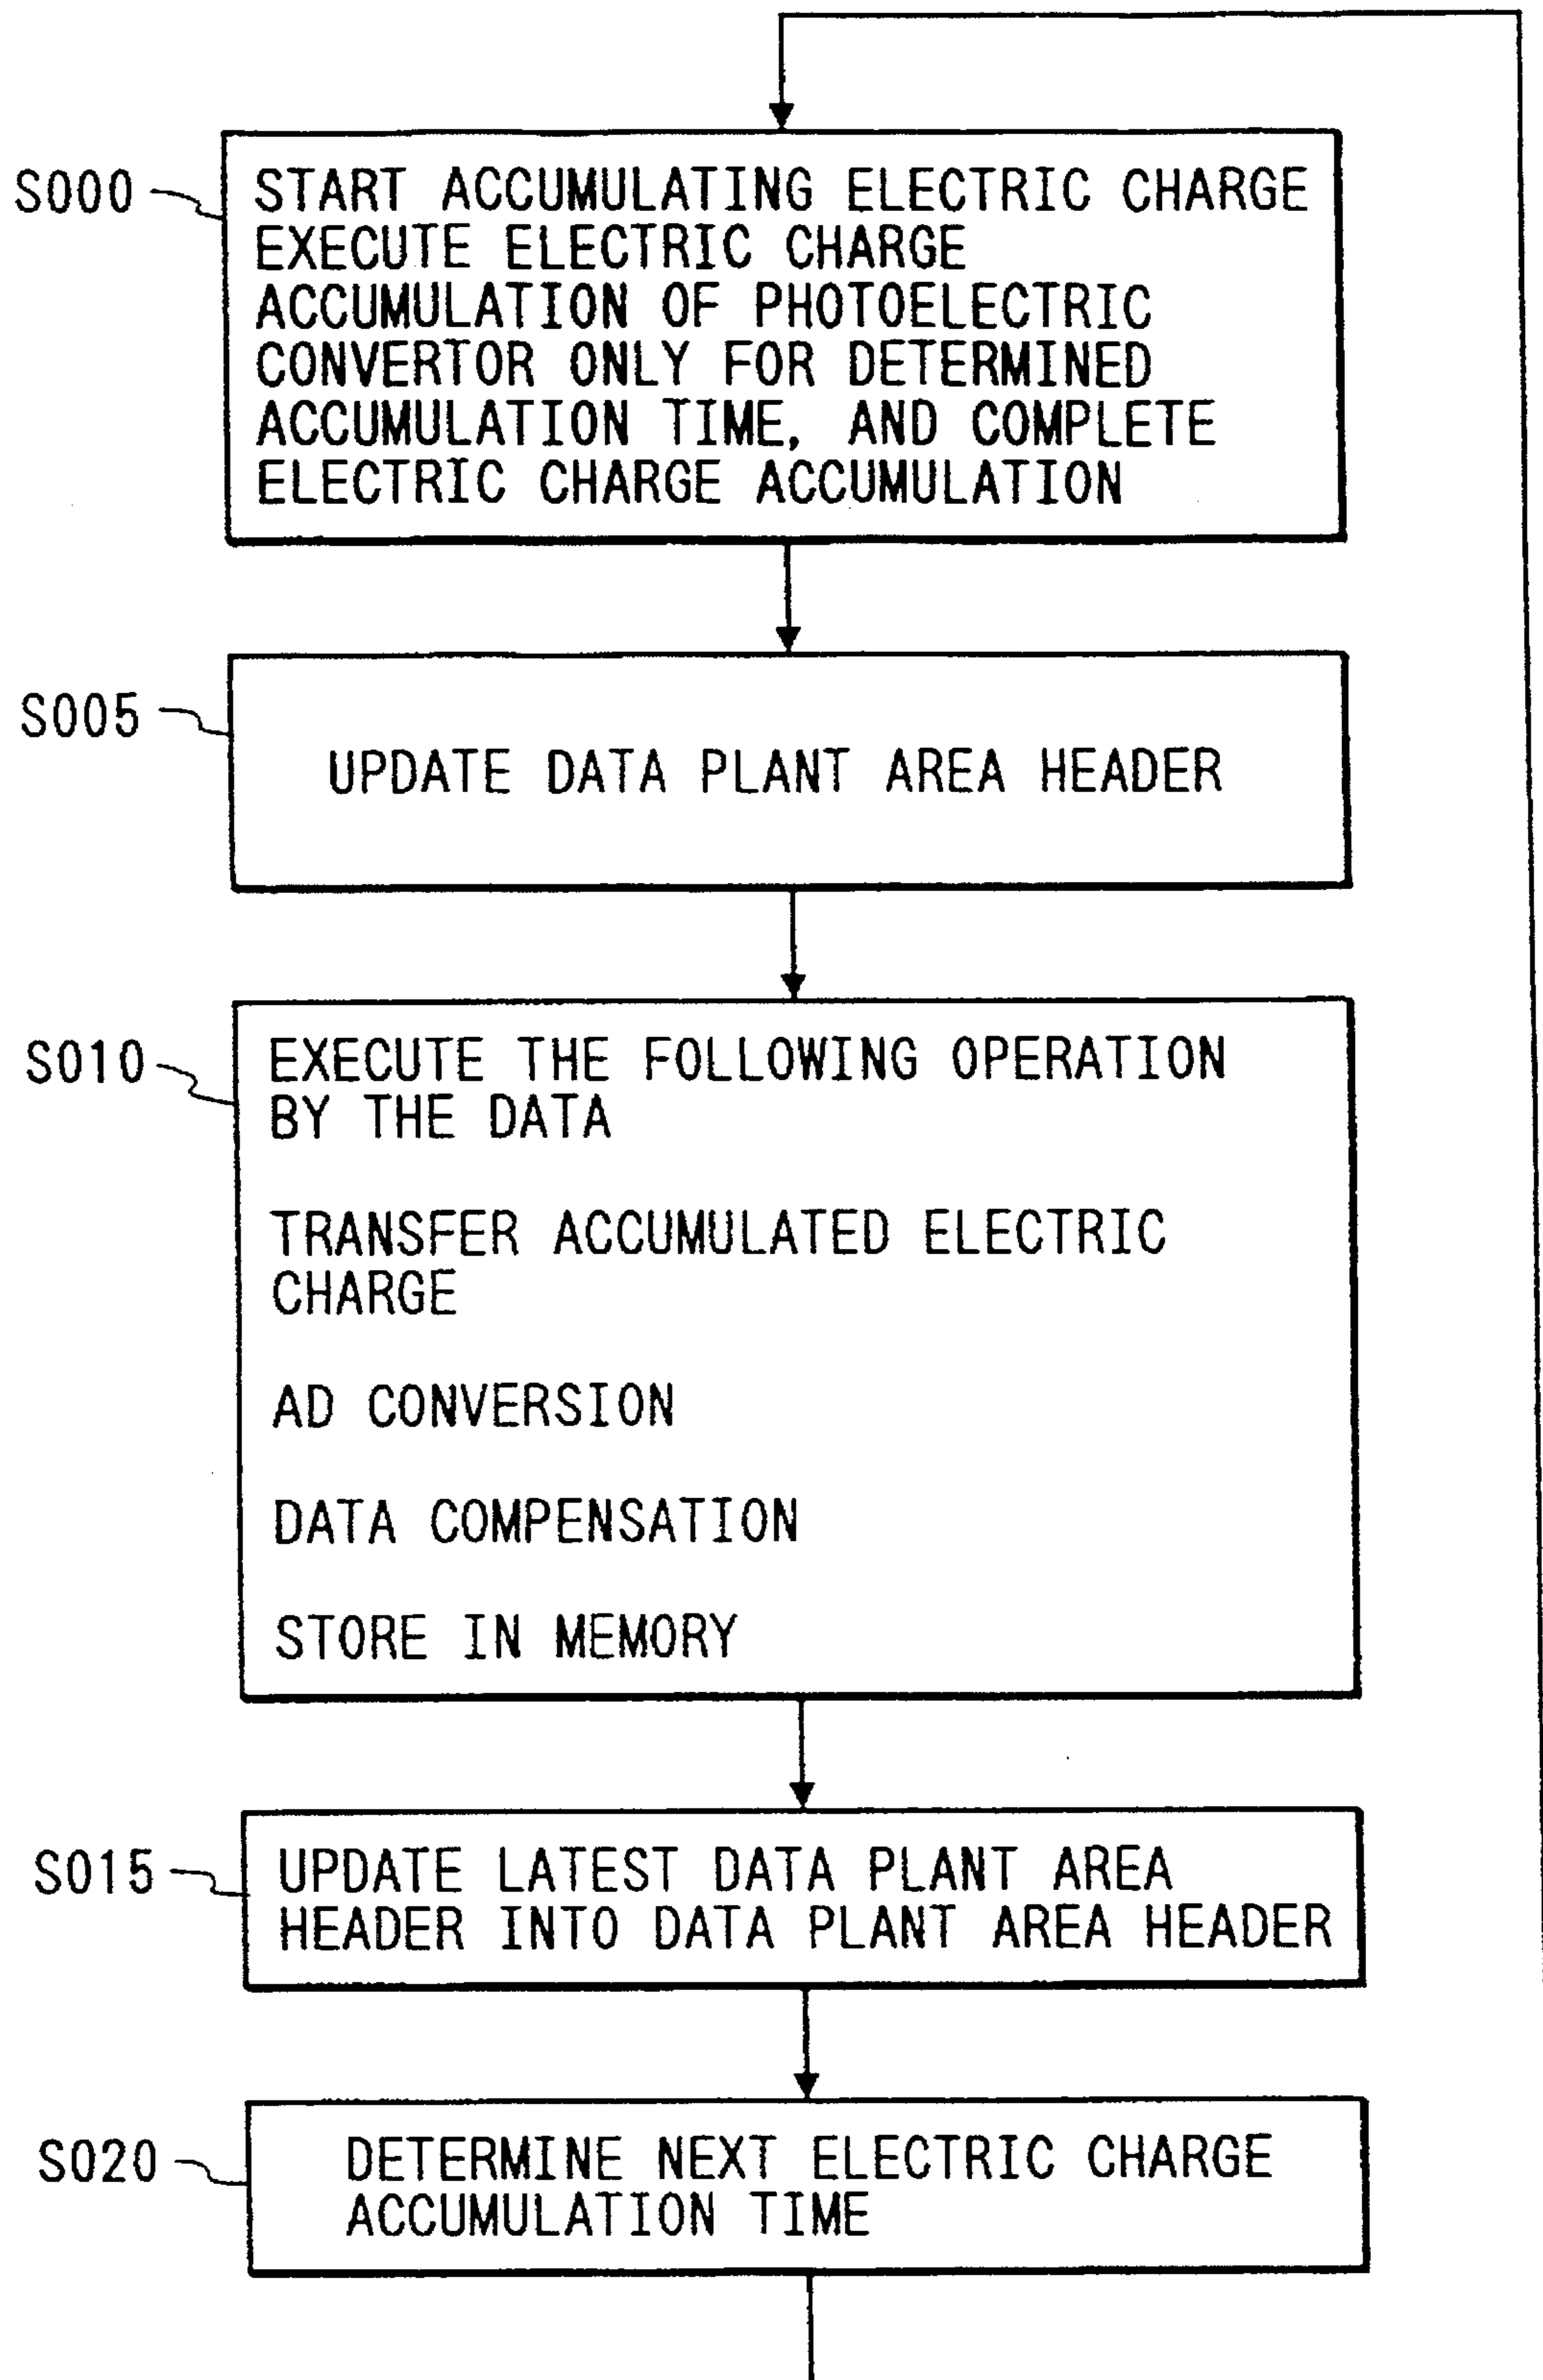 S000
START ACCUMULATING ELECTRIC CHARGE
EXECUTE ELECTRIC CHARGE
ACCUMULATION OF PHOTOELECTRIC
CONVERTOR ONLY FOR DETERMINED
ACCUMULATION TIME, AND COMPLETE
ELECTRIC CHARGE ACCUMULATION
S005
UPDATE DATA PLANT AREA HEADER
S010
EXECUTE THE FOLLOWING OPERATION
BY THE DATA
TRANSFER ACCUMULATED ELECTRIC
CHARGE
AD CONVERSION
DATA COMPENSATION
STORE IN MEMORY
S015
UPDATE LATEST DATA PLANT AREA
HEADER INTO DATA PLANT AREA HEADER
S020
DETERMINE NEXT ELECTRIC CHARGE
ACCUMULATION TIME